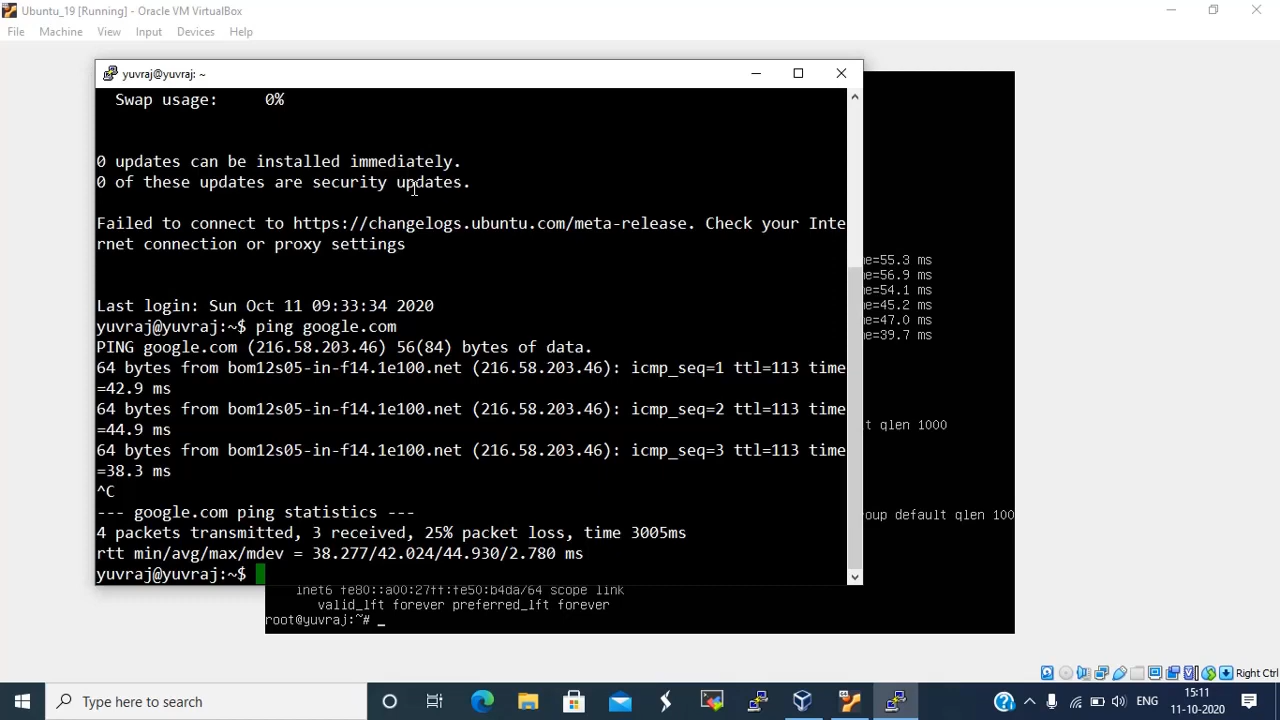 Ubuntu_19 [Running] - Oracle VM VirtualBox
File Machine View Input Devices Help
yuvraj@yuvraj: ~
Swap usage: 0%
0 updates can be installed immediately.
0 of these updates are security updates.
Failed to connect to https://changelogs.ubuntu.com/meta-release. Check your Inte
rnet connection or proxy settings
Last login: Sun Oct 11 09:33:34 2020
yuvraj@yuvraj:~$ ping google.com
PING google.com (216.58.203.46) 56(84) bytes of data.
64 bytes from bom12s05-in-f14.1e100.net (216.58.203.46): icmp_seq=1 ttl=113 time
=42.9 ms
64 bytes from bom12s05-in-f14.1e100.net (216.58.203.46): icmp_seq=2 ttl=113 time
=44.9 ms
64 bytes from bom12s05-in-f14.1e100.net (216.58.203.46): icmp_seq=3 ttl=113 time
=38.3 ms
^C
--- google.com ping statistics ---
4 packets transmitted, 3 received, 25% packet loss, time 3005ms
rtt min/avg/max/mdev = 38.277/42.024/44.930/2.780 ms
yuvraj@yuvraj:~$
me=55.3 ms
me=56.9 ms
me=54.1 ms
me=45.2 ms
me=47.0 ms
me=39.7 ms
t qlen 1000
oup default qlen 100
inet6 fe80::a00:27ff:fe50:b4da/64 scope link
valid_lft forever preferred_lft forever
root@yuvraj:~# _
Right Ctrl
Type here to search
ENG
15:11
11-10-2020